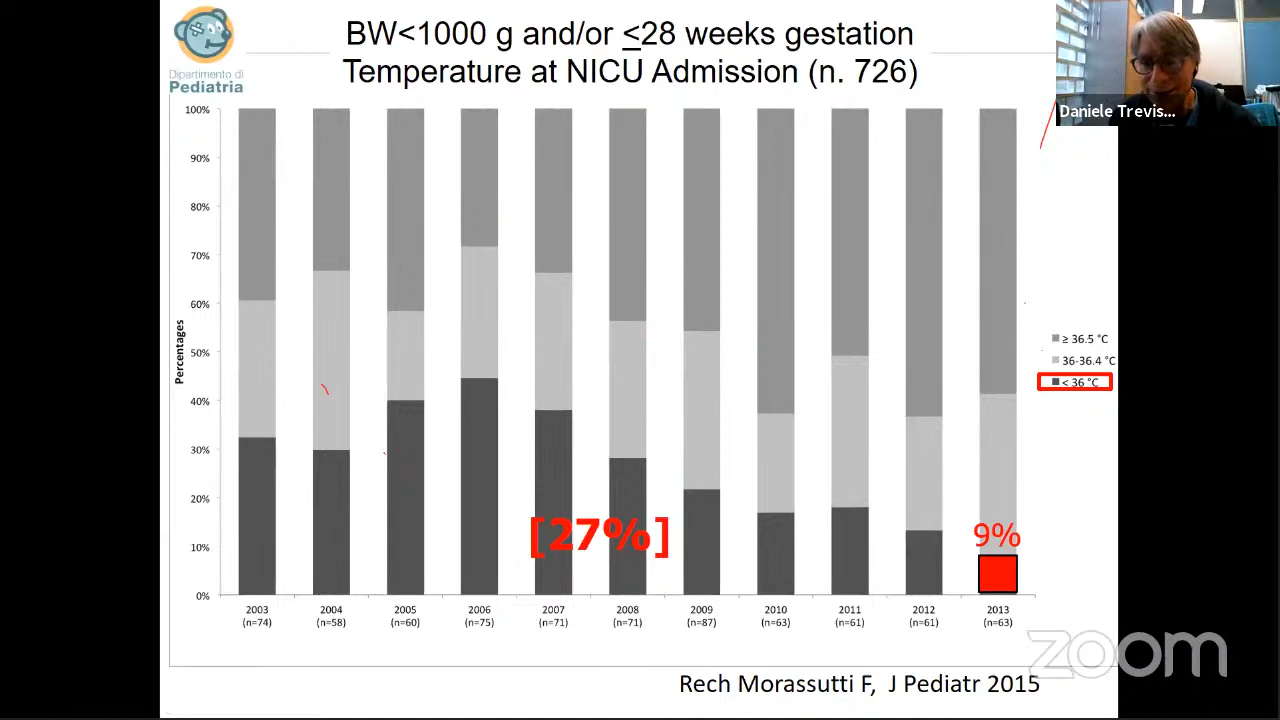 Dipartimento di
Pediatria
BW<1000 g and/or <28 weeks gestation
Temperature at NICU Admission (n. 726)
Daniele Trevis...
Percentages
100%
90%
80%
70%
60%
50%
40%
30%
20%
10%
0%
≥ 36.5 °C
36-36.4 °C
< 36 °C
[27%]
9%
2003 2004 2005 2006 2007 2008 2009 2010 2011 2012 2013
(n=74) (n=58) (n=60) (n=75) (n=71) (n=71) (n=87) (n=63) (n=61) (n=61) (n=63)
zoom
Rech Morassutti F, J Pediatr 2015